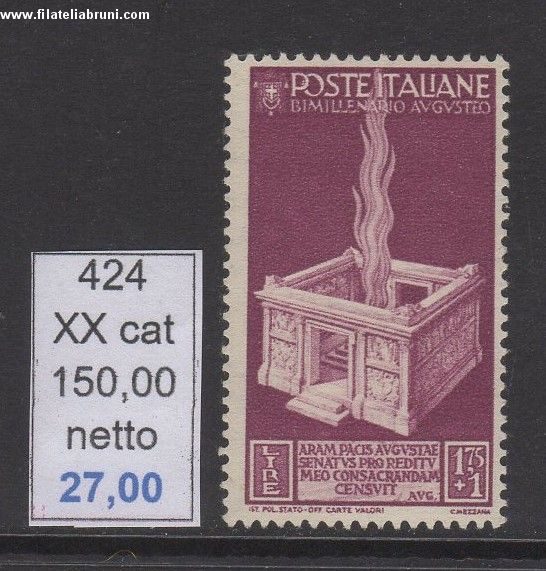 www.filateliabruni.com
POSTE ITALIANE
BIMILLENARIO AVGVSTEO
424
XX cat
150,00
netto
27,00
LIRE
ARAM PACIS AVGVSTAE
SENATVS PRO REDITV
MEO CONSACRANDAM
CENSVIT
AVG.
1,75
+1
IST. POL. STATO - OFF. CARTE VALORI
C. MEZZANA